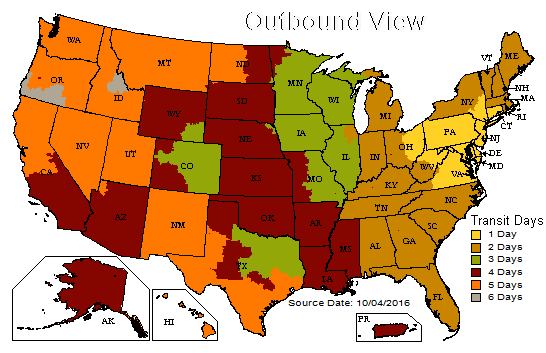 Outbound View
WA
MT
ND
OR
ID
MN
WI
SD
WY
MI
VT
ME
NH
MA
NY
RI
CT
PA
NJ
DE
MD
NE
IA
IL
IN
OH
WV
VA
NV
UT
CO
KS
MO
KY
CA
NC
TN
SC
AZ
NM
OK
AR
MS
AL
GA
TX
LA
FL
AK
HI
PR
Transit Days
1 Day
2 Days
3 Days
4 Days
5 Days
6 Days
Source Date: 10/04/2016